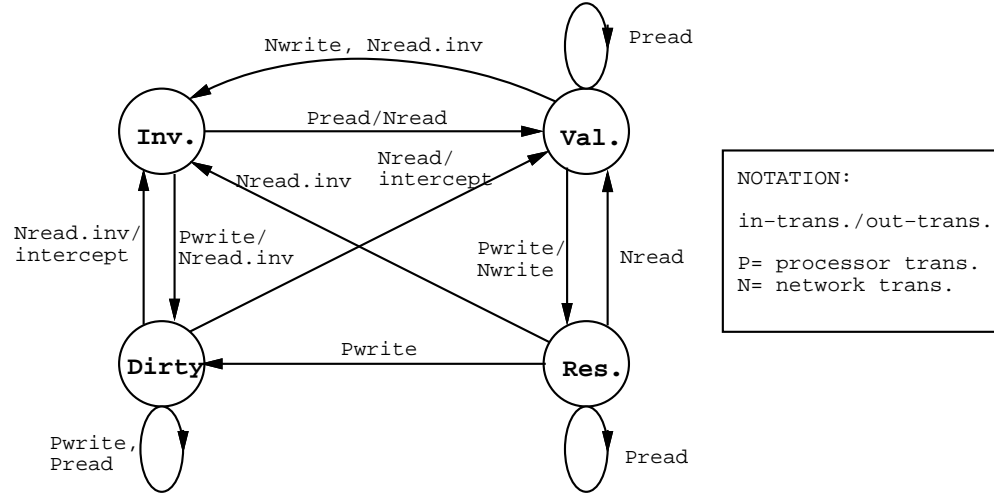 Pread
Nwrite, Nread.inv
Inv.
Pread/Nread
Val.
Nread/
intercept
Nread.inv
NOTATION:
in-trans./out-trans.
P= processor trans.
N= network trans.
Nread.inv/
intercept
Pwrite/
Nread.inv
Pwrite/
Nwrite
Nread
Dirty
Pwrite
Res.
Pwrite,
Pread
Pread